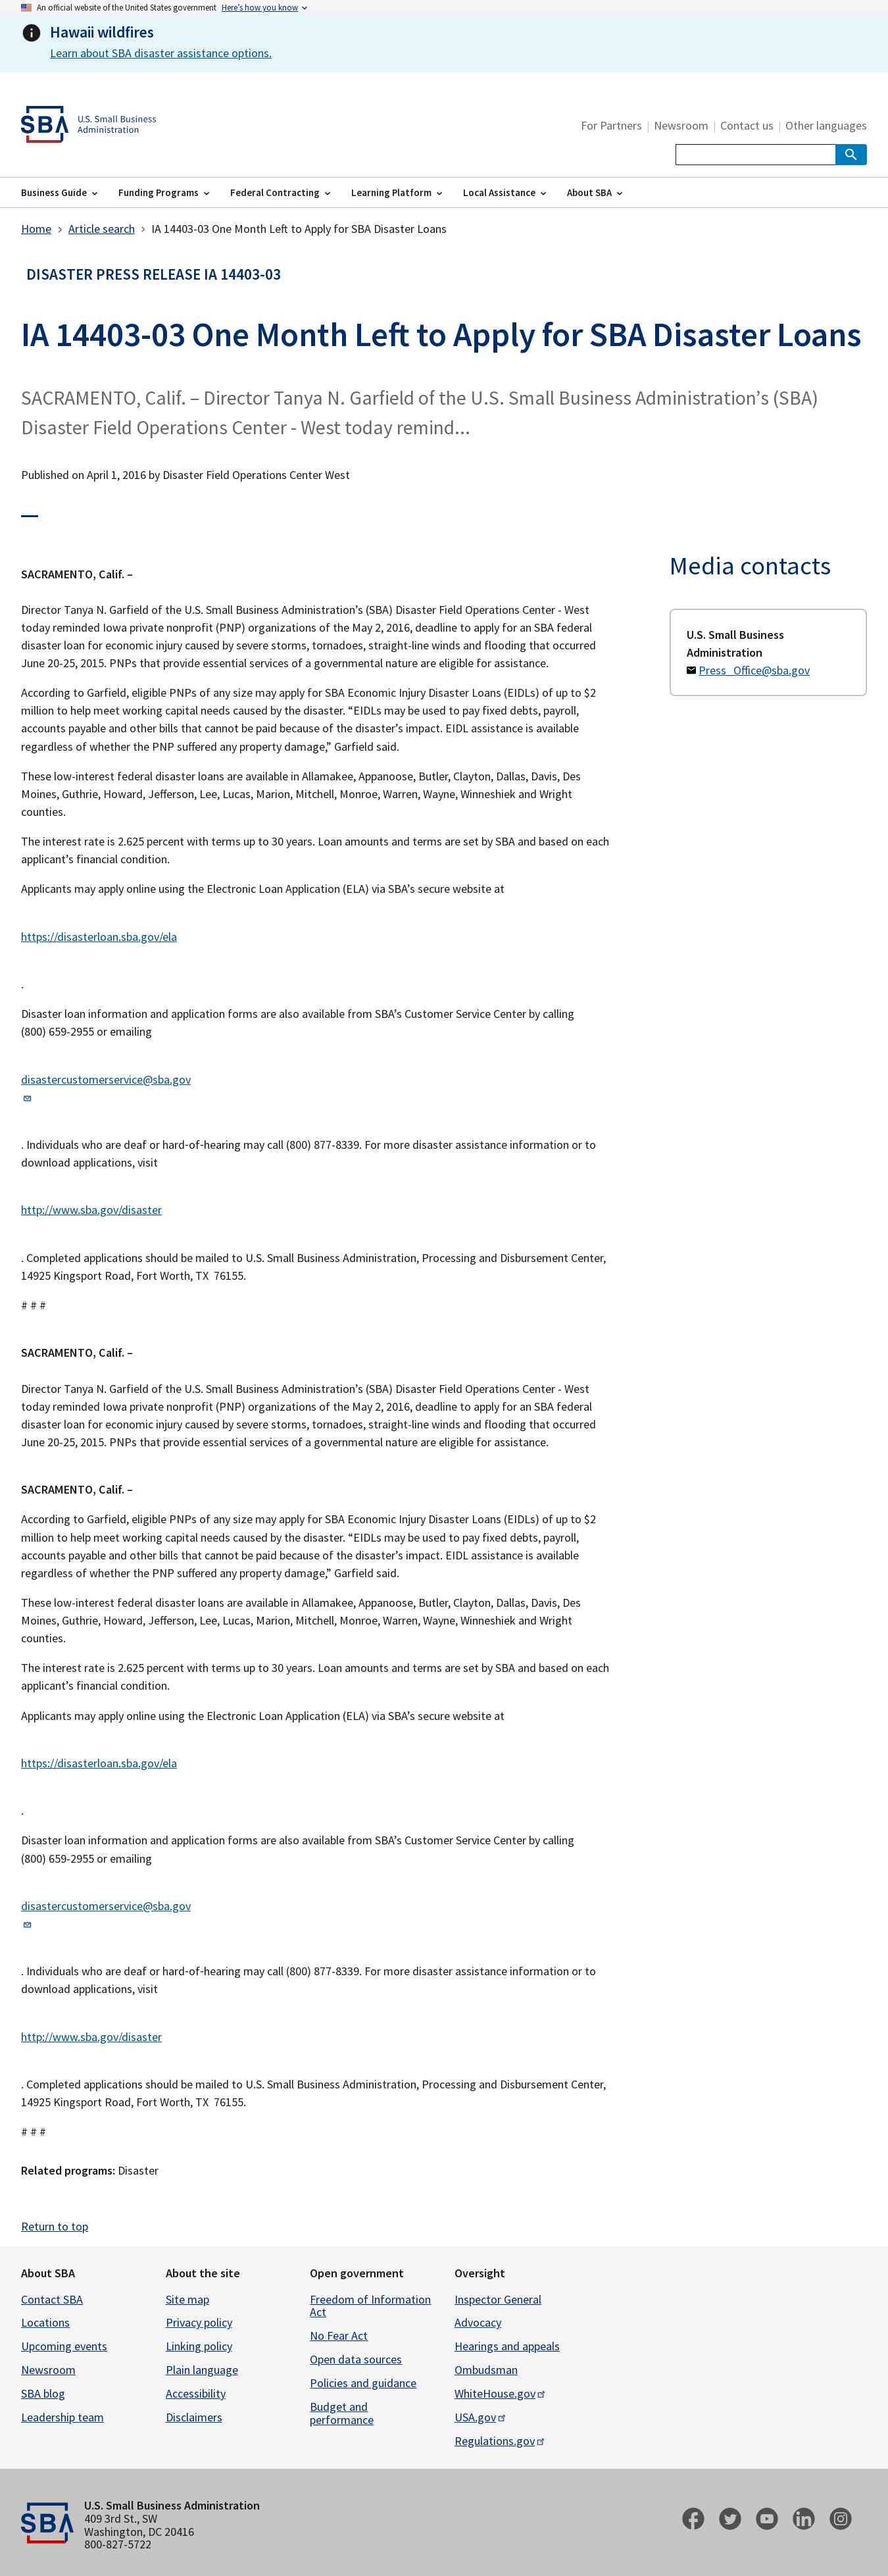 An official website of the United States government Here's how you know
Hawaii wildfires
Learn about SBA disaster assistance options.
SBA U.S. Small Business
Administration
For Partners | Newsroom | Contact us | Other languages
Business Guide Funding Programs Federal Contracting Learning Platform Local Assistance About SBA
Home > Article search > IA 14403-03 One Month Left to Apply for SBA Disaster Loans
DISASTER PRESS RELEASE IA 14403-03
IA 14403-03 One Month Left to Apply for SBA Disaster Loans
SACRAMENTO, Calif. – Director Tanya N. Garfield of the U.S. Small Business Administration's (SBA)
Disaster Field Operations Center - West today remind...
Published on April 1, 2016 by Disaster Field Operations Center West
SACRAMENTO, Calif. –
Director Tanya N. Garfield of the U.S. Small Business Administration's (SBA) Disaster Field Operations Center - West
today reminded Iowa private nonprofit (PNP) organizations of the May 2, 2016, deadline to apply for an SBA federal
disaster loan for economic injury caused by severe storms, tornadoes, straight-line winds and flooding that occurred
June 20-25, 2015. PNPs that provide essential services of a governmental nature are eligible for assistance.
According to Garfield, eligible PNPs of any size may apply for SBA Economic Injury Disaster Loans (EIDLs) of up to $2
million to help meet working capital needs caused by the disaster. "EIDLs may be used to pay fixed debts, payroll,
accounts payable and other bills that cannot be paid because of the disaster's impact. EIDL assistance is available
regardless of whether the PNP suffered any property damage," Garfield said.
These low-interest federal disaster loans are available in Allamakee, Appanoose, Butler, Clayton, Dallas, Davis, Des
Moines, Guthrie, Howard, Jefferson, Lee, Lucas, Marion, Mitchell, Monroe, Warren, Wayne, Winneshiek and Wright
counties.
The interest rate is 2.625 percent with terms up to 30 years. Loan amounts and terms are set by SBA and based on each
applicant's financial condition.
Applicants may apply online using the Electronic Loan Application (ELA) via SBA's secure website at
https://disasterloan.sba.gov/ela
.
Disaster loan information and application forms are also available from SBA's Customer Service Center by calling
(800) 659-2955 or emailing
disastercustomerservice@sba.gov
. Individuals who are deaf or hard-of-hearing may call (800) 877-8339. For more disaster assistance information or to
download applications, visit
http://www.sba.gov/disaster
. Completed applications should be mailed to U.S. Small Business Administration, Processing and Disbursement Center,
14925 Kingsport Road, Fort Worth, TX 76155.
# # #
SACRAMENTO, Calif. –
Director Tanya N. Garfield of the U.S. Small Business Administration's (SBA) Disaster Field Operations Center - West
today reminded Iowa private nonprofit (PNP) organizations of the May 2, 2016, deadline to apply for an SBA federal
disaster loan for economic injury caused by severe storms, tornadoes, straight-line winds and flooding that occurred
June 20-25, 2015. PNPs that provide essential services of a governmental nature are eligible for assistance.
SACRAMENTO, Calif. –
According to Garfield, eligible PNPs of any size may apply for SBA Economic Injury Disaster Loans (EIDLs) of up to $2
million to help meet working capital needs caused by the disaster. "EIDLs may be used to pay fixed debts, payroll,
accounts payable and other bills that cannot be paid because of the disaster's impact. EIDL assistance is available
regardless of whether the PNP suffered any property damage," Garfield said.
These low-interest federal disaster loans are available in Allamakee, Appanoose, Butler, Clayton, Dallas, Davis, Des
Moines, Guthrie, Howard, Jefferson, Lee, Lucas, Marion, Mitchell, Monroe, Warren, Wayne, Winneshiek and Wright
counties.
The interest rate is 2.625 percent with terms up to 30 years. Loan amounts and terms are set by SBA and based on each
applicant's financial condition.
Applicants may apply online using the Electronic Loan Application (ELA) via SBA's secure website at
https://disasterloan.sba.gov/ela
.
Disaster loan information and application forms are also available from SBA's Customer Service Center by calling
(800) 659-2955 or emailing
disastercustomerservice@sba.gov
. Individuals who are deaf or hard-of-hearing may call (800) 877-8339. For more disaster assistance information or to
download applications, visit
http://www.sba.gov/disaster
. Completed applications should be mailed to U.S. Small Business Administration, Processing and Disbursement Center,
14925 Kingsport Road, Fort Worth, TX 76155.
# # #
Related programs: Disaster
Media contacts
U.S. Small Business
Administration
Press_Office@sba.gov
Return to top
About SBA
Contact SBA
Locations
Upcoming events
Newsroom
SBA blog
Leadership team
About the site
Site map
Privacy policy
Linking policy
Plain language
Accessibility
Disclaimers
Open government
Freedom of Information
Act
No Fear Act
Open data sources
Policies and guidance
Budget and
performance
Oversight
Inspector General
Advocacy
Hearings and appeals
Ombudsman
WhiteHouse.gov
USA.gov
Regulations.gov
SBA
U.S. Small Business Administration
409 3rd St., SW
Washington, DC 20416
800-827-5722